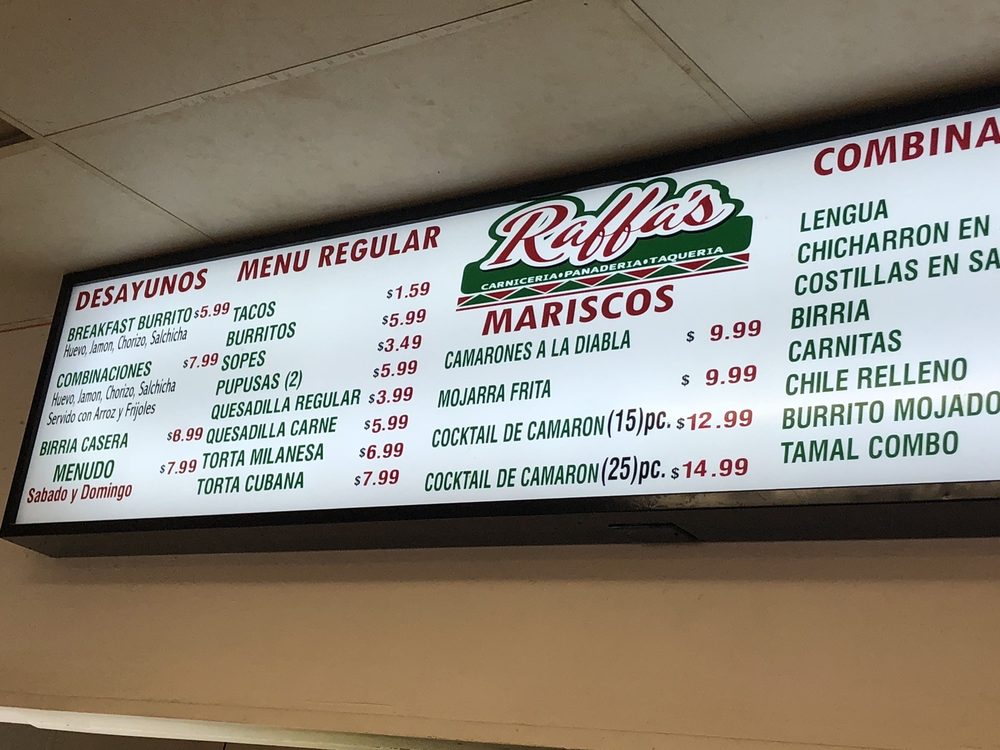 DESAYUNOS
BREAKFAST BURRITO $5.99
Huevo, Jamon, Chorizo, Salchicha
COMBINACIONES $7.99
Huevo, Jamon, Chorizo, Salchicha
Servido con Arroz y Frijoles
BIRRIA CASERA $6.99
MENUDO $7.99
Sabado y Domingo
MENU REGULAR
TACOS $1.59
BURRITOS $5.99
SOPES $3.49
PUPUSAS (2) $5.99
QUESADILLA REGULAR $3.99
QUESADILLA CARNE $5.99
TORTA MILANESA $6.99
TORTA CUBANA $7.99
Raffa's
CARNICERIA•PANADERIA•TAQUERIA
MARISCOS
CAMARONES A LA DIABLA $ 9.99
MOJARRA FRITA $ 9.99
COCKTAIL DE CAMARON (15)pc. $12.99
COCKTAIL DE CAMARON (25)pc. $14.99
COMBINA
LENGUA
CHICHARRON EN
COSTILLAS EN SA
BIRRIA
CARNITAS
CHILE RELLENO
BURRITO MOJADO
TAMAL COMBO